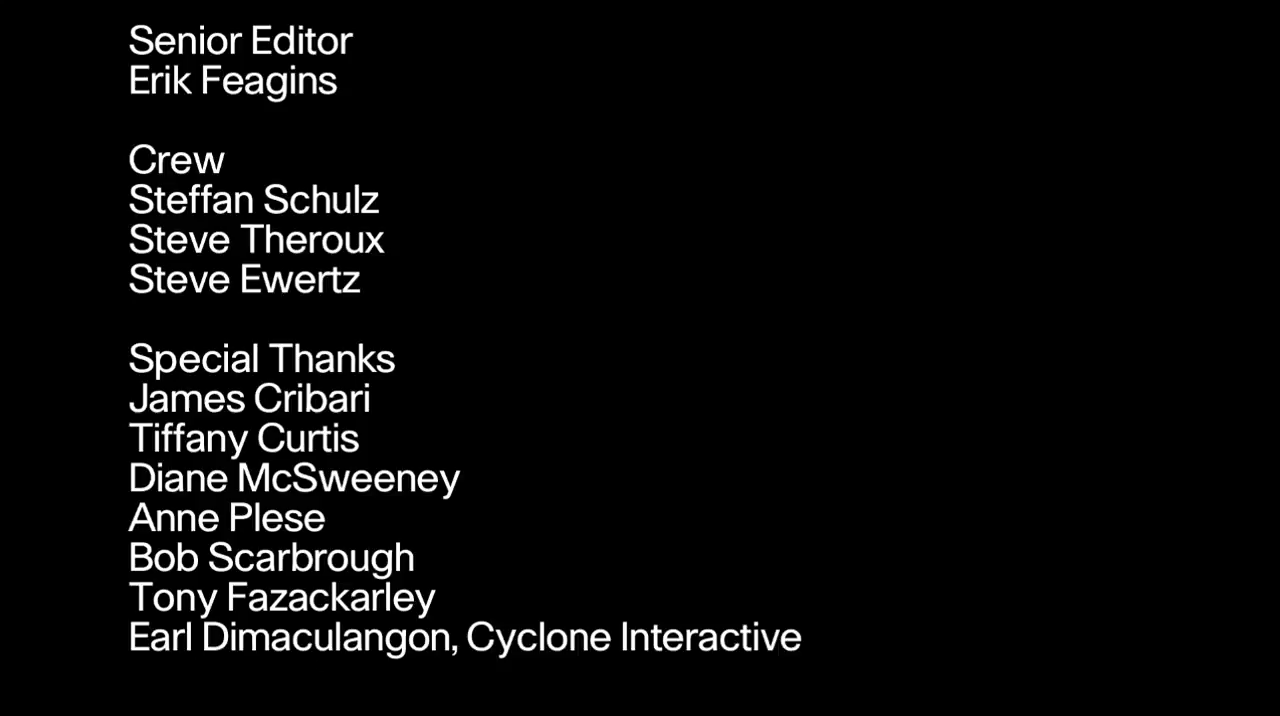 Senior Editor
Erik Feagins
Crew
Steffan Schulz
Steve Theroux
Steve Ewertz
Special Thanks
James Cribari
Tiffany Curtis
Diane McSweeney
Anne Plese
Bob Scarbrough
Tony Fazackarley
Earl Dimaculangon, Cyclone Interactive